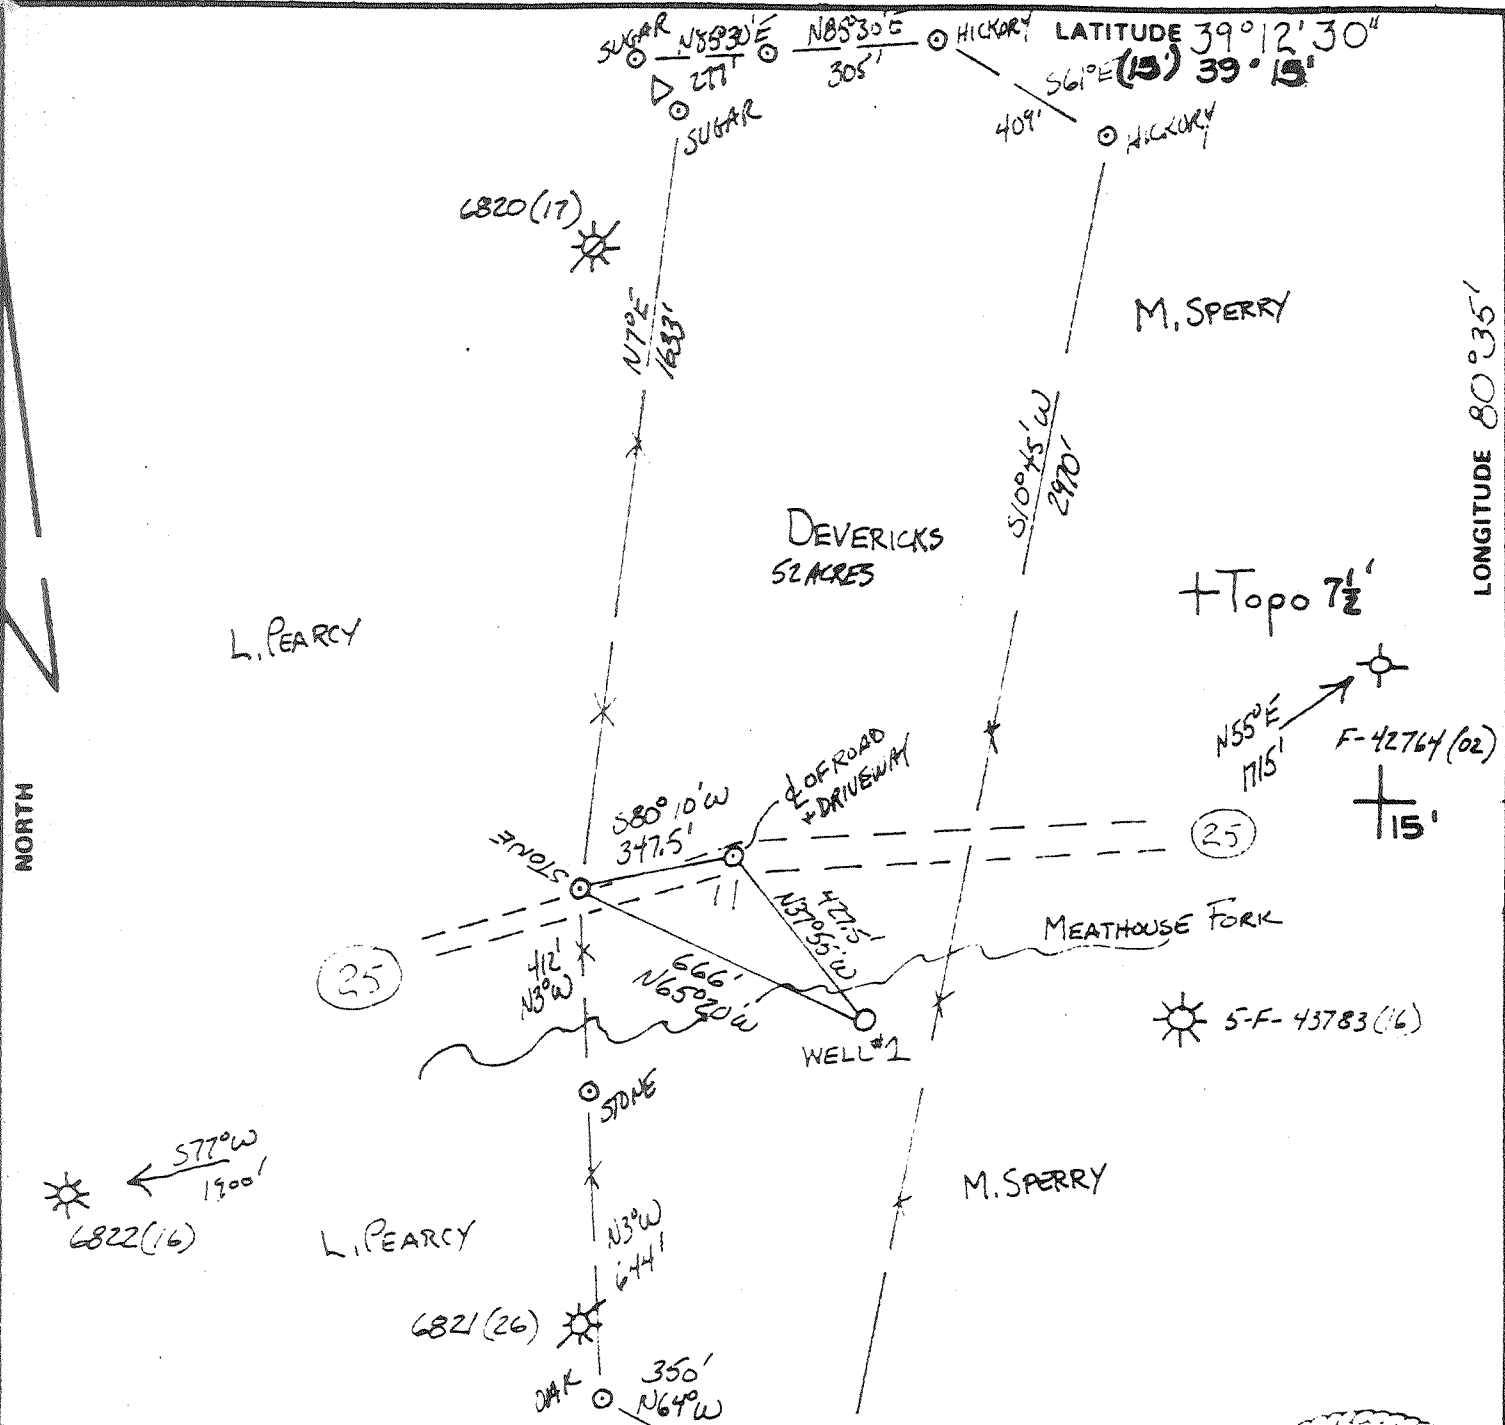 SUGAR
N85°30'E
277'
N85°30'E
305'
HICKORY
LATITUDE 39°12'30"
(15') 39° 15'
S61°E
409'
HICKORY
SUGAR
6820(17)
N7°E
1633'
M. SPERRY
LONGITUDE 80°35'
S10°45'W
2970'
DEVERICKS
52 ACRES
+Topo 7½'
L. PEARCY
N55°E
1715'
F-42764(02)
15'
℄ OF ROAD
+ DRIVEWAY
S80°10'W
347.5'
STONE
25
NORTH
427.5'
N37°55'W
MEATHOUSE FORK
25
412'
N3°W
666'
N65°20'W
5-F-43783(16)
WELL #1
STONE
S77°W
1900'
6822(16)
M. SPERRY
L. PEARCY
N3°W
644'
6821(26)
OAK
350'
N64°W